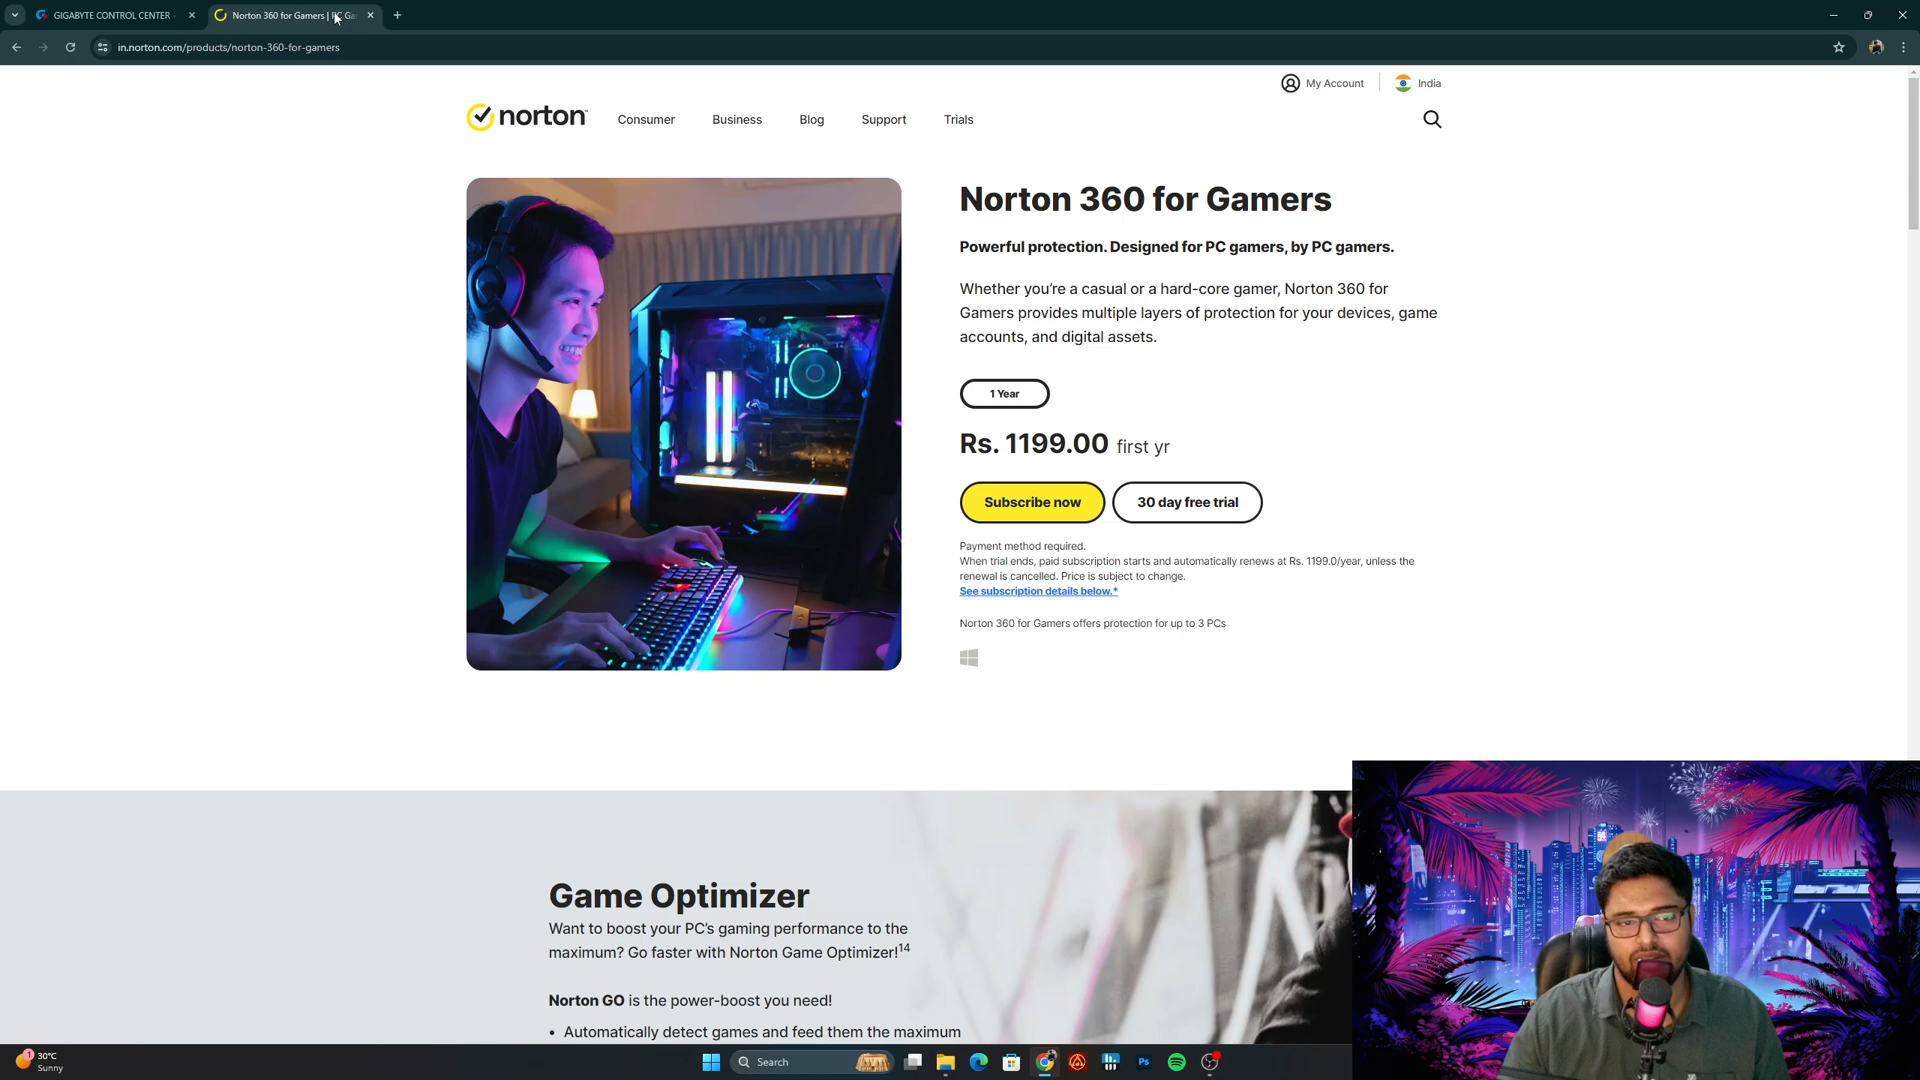 GIGABYTE CONTROL CENTER -
Norton 360 for Gamers | PC Ga
in.norton.com/products/norton-360-for-gamers
My Account
India
norton
Consumer
Business
Blog
Support
Trials
Norton 360 for Gamers
Powerful protection. Designed for PC gamers, by PC gamers.
Whether you're a casual or a hard-core gamer, Norton 360 for
Gamers provides multiple layers of protection for your devices, game
accounts, and digital assets.
1 Year
Rs. 1199.00 first yr
Subscribe now
30 day free trial
Payment method required.
When trial ends, paid subscription starts and automatically renews at Rs. 1199.0/year, unless the
renewal is cancelled. Price is subject to change.
See subscription details below.*
Norton 360 for Gamers offers protection for up to 3 PCs
Game Optimizer
Want to boost your PC's gaming performance to the
maximum? Go faster with Norton Game Optimizer!14
Norton GO is the power-boost you need!
• Automatically detect games and feed them the maximum
1
30°C
Sunny
Search
Ps